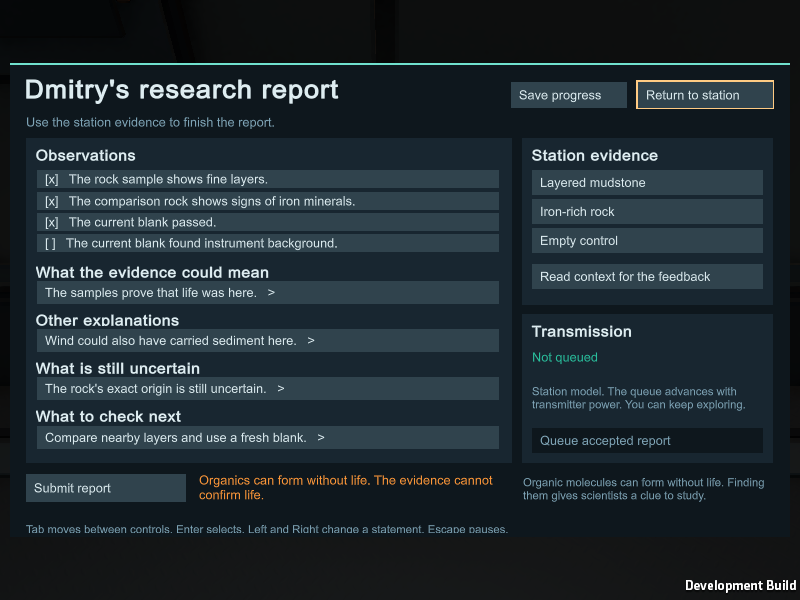 Dmitry's research report
Save progress
Return to station
Use the station evidence to finish the report.
Observations
[x] The rock sample shows fine layers.
[x] The comparison rock shows signs of iron minerals.
[x] The current blank passed.
[ ] The current blank found instrument background.
What the evidence could mean
The samples prove that life was here. >
Other explanations
Wind could also have carried sediment here. >
What is still uncertain
The rock's exact origin is still uncertain. >
What to check next
Compare nearby layers and use a fresh blank. >
Station evidence
Layered mudstone
Iron-rich rock
Empty control
Read context for the feedback
Transmission
Not queued
Station model. The queue advances with
transmitter power. You can keep exploring.
Queue accepted report
Submit report
Organics can form without life. The evidence cannot
confirm life.
Organic molecules can form without life. Finding
them gives scientists a clue to study.
Tab moves between controls. Enter selects. Left and Right change a statement. Escape pauses.
Development Build